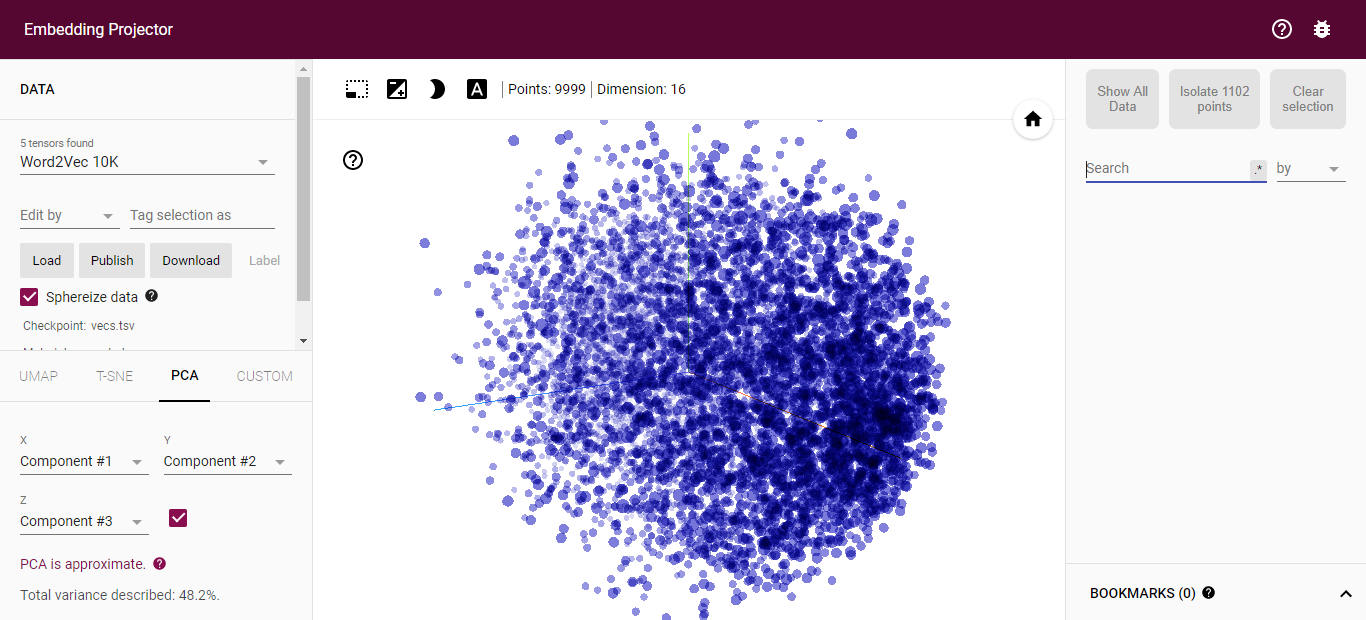 Embedding Projector
DATA
5 tensors found
Word2Vec 10K
Edit by
Tag selection as
Load
Publish
Download
Label
Sphereize data
Checkpoint: vecs.tsv
UMAP
T-SNE
PCA
CUSTOM
X
Y
Component #1
Component #2
Z
Component #3
PCA is approximate.
Total variance described: 48.2%.
A
Points: 9999
Dimension: 16
Show All
Data
Isolate 1102
points
Clear
selection
Search
.*
by
BOOKMARKS (0)